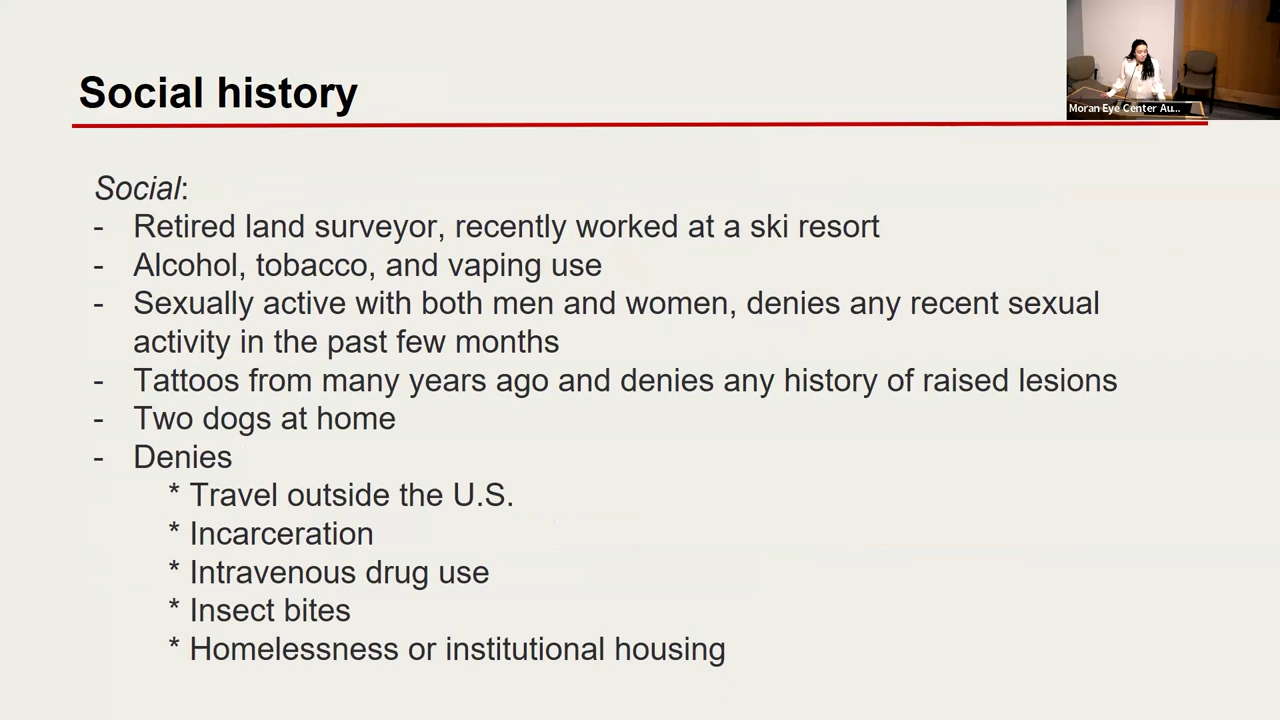 Social history
Moran Eye Center Au...
Social:
- Retired land surveyor, recently worked at a ski resort
- Alcohol, tobacco, and vaping use
- Sexually active with both men and women, denies any recent sexual
activity in the past few months
- Tattoos from many years ago and denies any history of raised lesions
- Two dogs at home
- Denies
* Travel outside the U.S.
* Incarceration
* Intravenous drug use
* Insect bites
* Homelessness or institutional housing